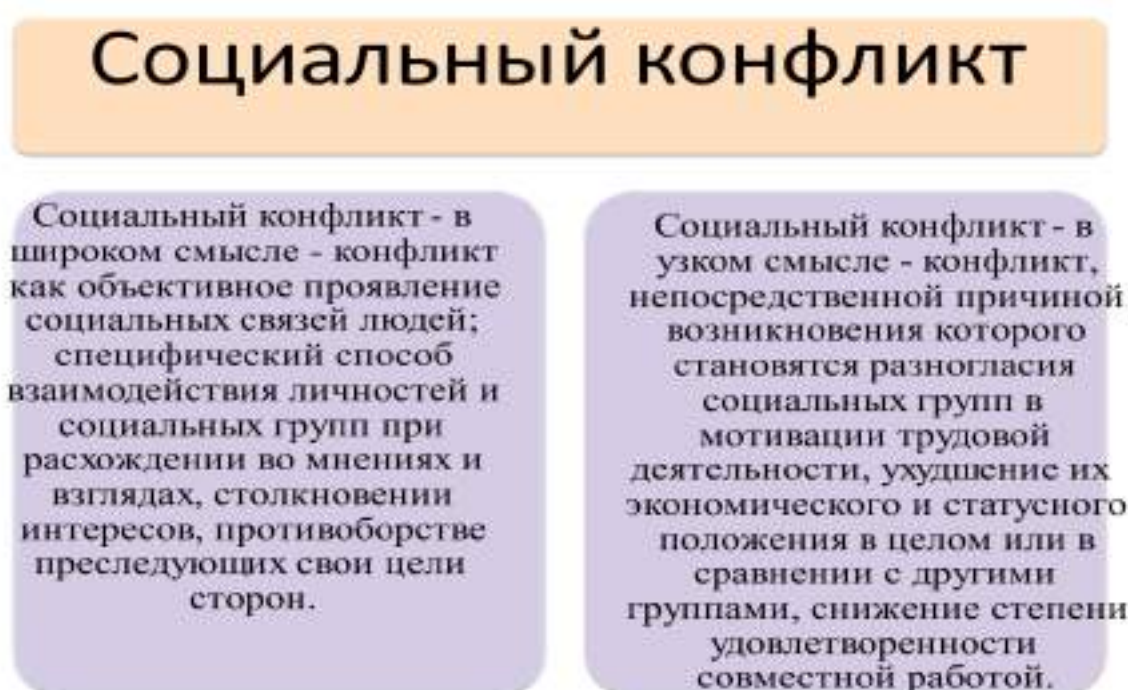 Социальный конфликт
Социальный конфликт - в
широком смысле - конфликт
как объективное проявление
социальных связей людей;
специфический способ
взаимодействия личностей и
социальных групп при
расхождении во мнениях и
взглядах, столкновении
интересов, противоборстве
преследующих свои цели
сторон.
Социальный конфликт - в
узком смысле - конфликт,
непосредственной причиной
возникновения которого
становятся разногласия
социальных групп в
мотивации трудовой
деятельности, ухудшение их
экономического и статусного
положения в целом или в
сравнении с другими
группами, снижение степени
удовлетворенности
совместной работой.